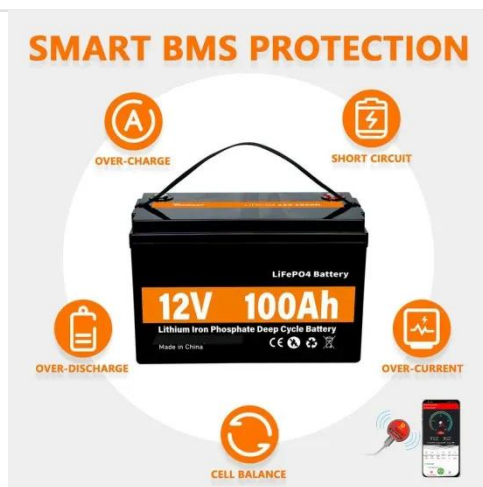 SMART BMS PROTECTION
OVER-CHARGE
SHORT CIRCUIT
LiFePO4 Battery
12V 100Ah
Lithium Iron Phosphate Deep Cycle Battery
Made in China
CE
OVER-DISCHARGE
OVER-CURRENT
CELL BALANCE